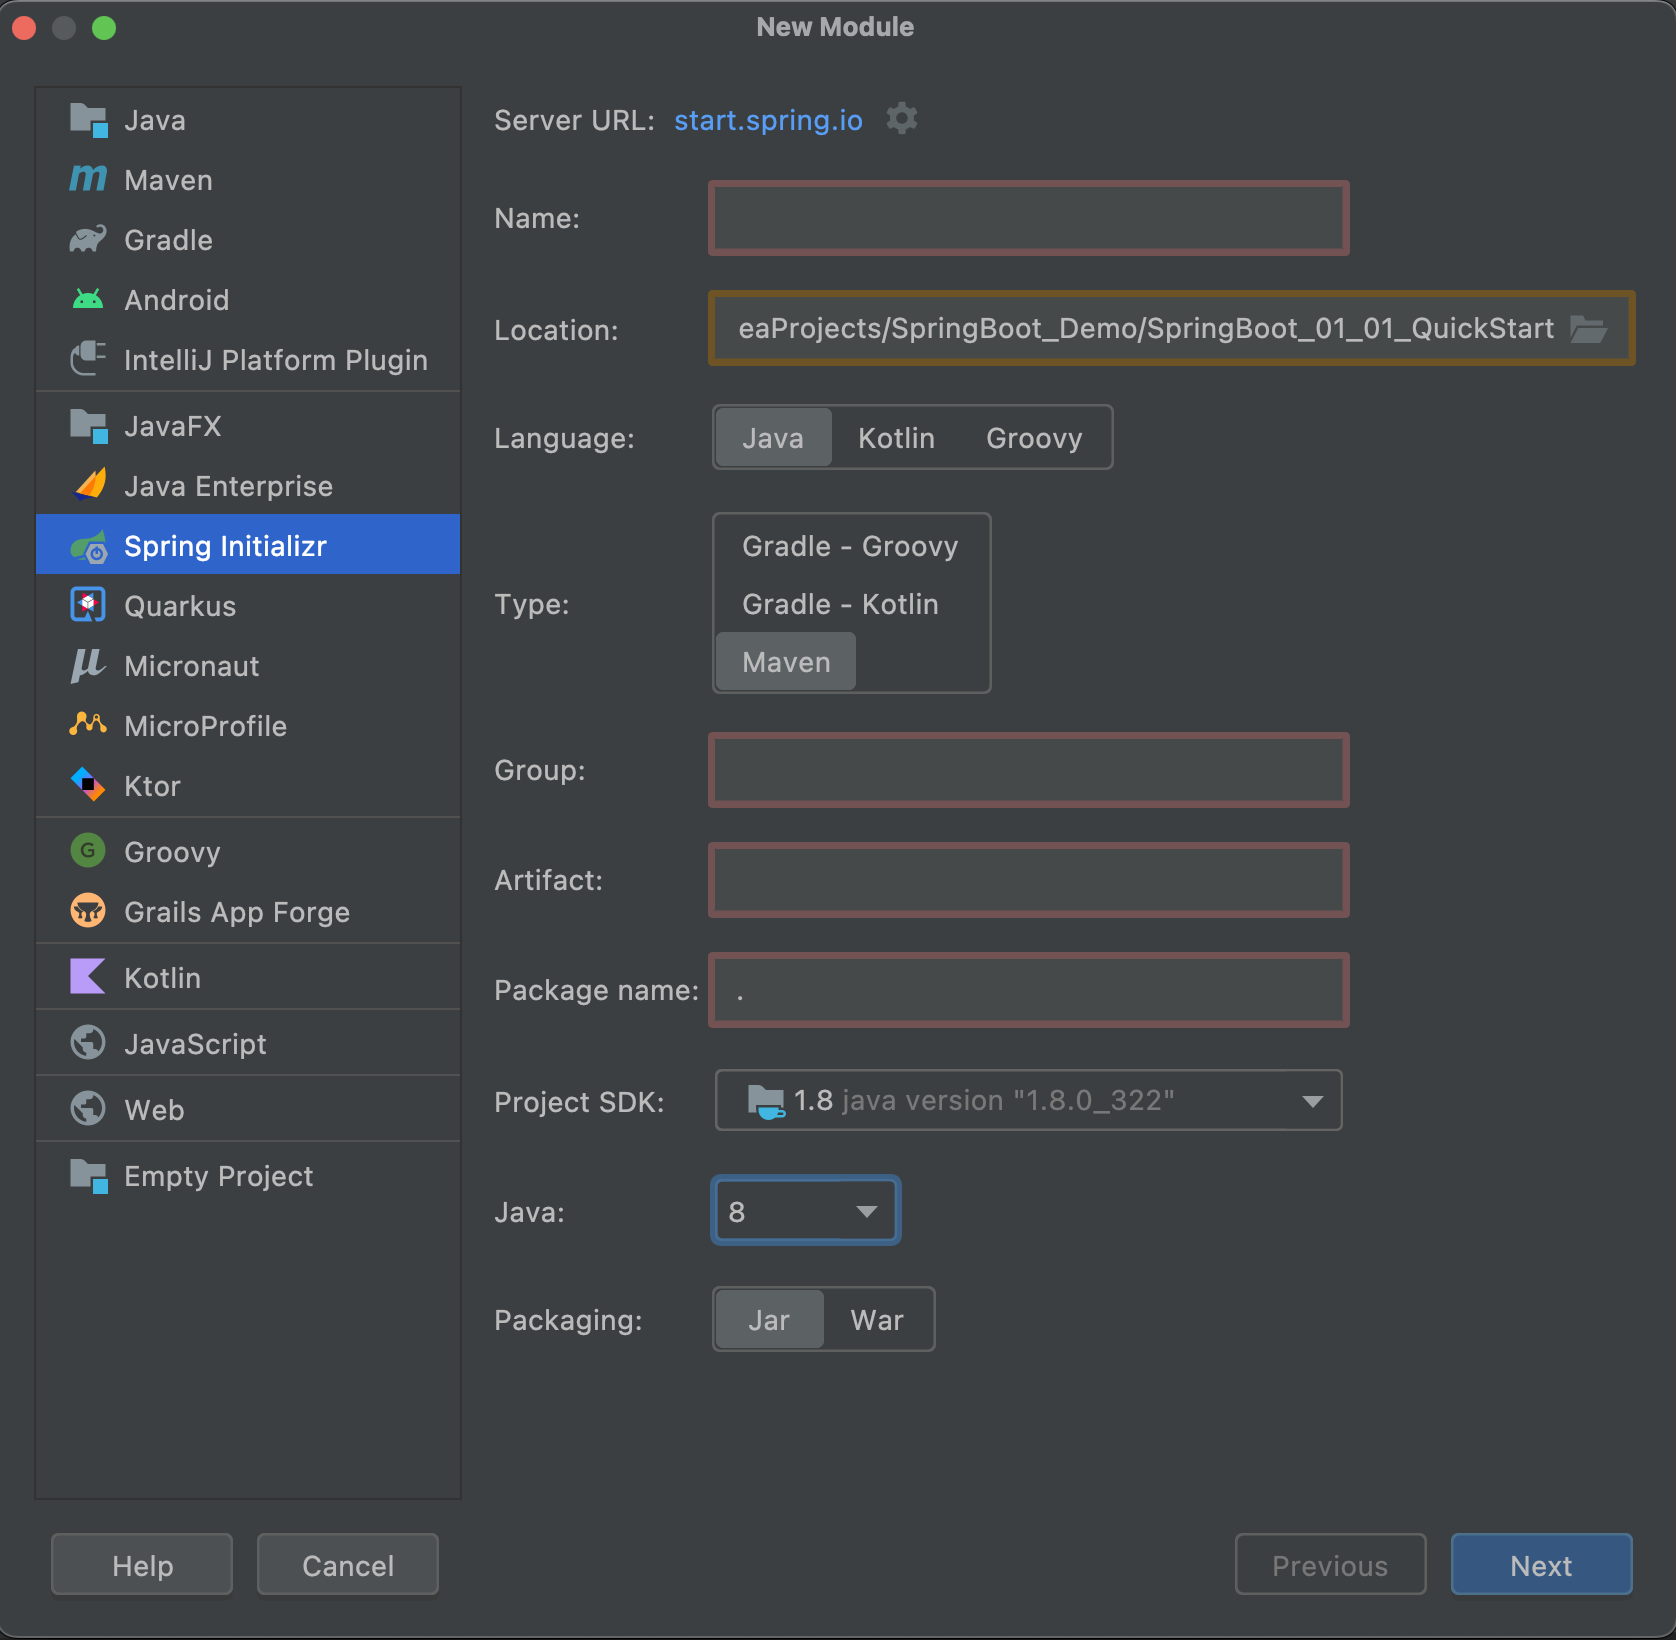 New Module
Java
Maven
Gradle
Android
IntelliJ Platform Plugin
JavaFX
Java Enterprise
Spring Initializr
Quarkus
Micronaut
MicroProfile
Ktor
Groovy
Grails App Forge
Kotlin
JavaScript
Web
Empty Project
Server URL: start.spring.io
Name:
Location: eaProjects/SpringBoot_Demo/SpringBoot_01_01_QuickStart
Language: Java Kotlin Groovy
Type:
Gradle - Groovy
Gradle - Kotlin
Maven
Group:
Artifact:
Package name: .
Project SDK: 1.8 java version "1.8.0_322"
Java: 8
Packaging: Jar War
Help Cancel Previous Next